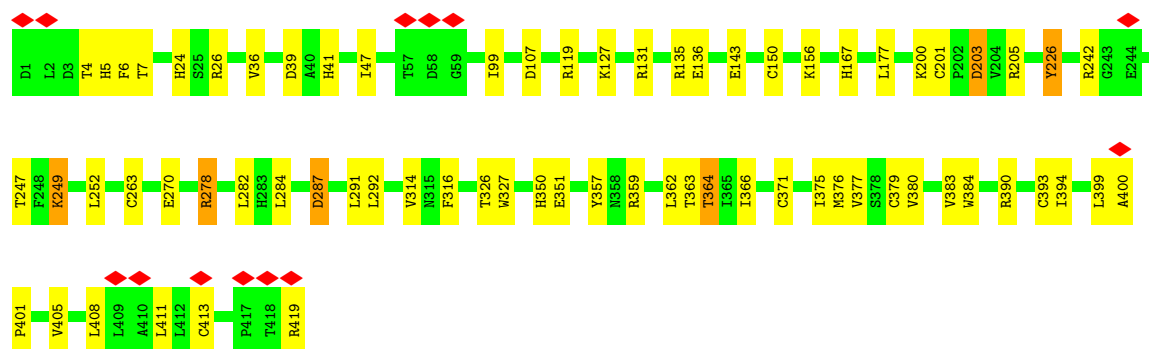 D1 L2 D3 T4 H5 F6 T7 H24 S25 R26 V36 D39 A40 H41 I47 T57 D58 G59 I99 D107 R119 K127 R131 R135 E136 E143 C150 K156 H167 L177 K200 C201 P202 D203 V204 R205 Y226 R242 G243 E244
T247 F248 K249 L252 C263 E270 R278 L282 H283 L284 D287 L291 L292 V314 N315 F316 T326 W327 H350 E351 Y357 N358 R359 L362 T363 T364 I365 I366 C371 I375 M376 V377 S378 C379 V380 V383 W384 R390 C393 I394 L399 A400
P401 V405 L408 L409 A410 L411 L412 C413 P417 T418 R419